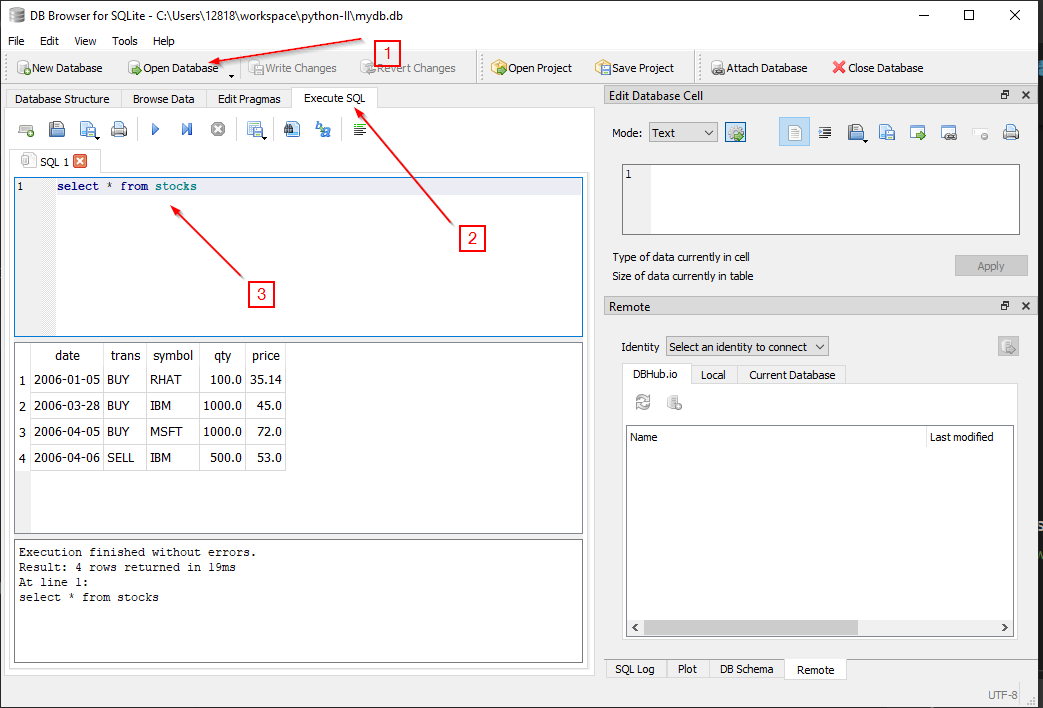 DB Browser for SQLite - C:\Users\12818\workspace\python-II\mydb.db
File Edit View Tools Help
1
New Database Open Database Write Changes Revert Changes Open Project Save Project Attach Database Close Database
Database Structure Browse Data Edit Pragmas Execute SQL
SQL 1
1 select * from stocks
2
3
date trans symbol qty price
1 2006-01-05 BUY RHAT 100.0 35.14
2 2006-03-28 BUY IBM 1000.0 45.0
3 2006-04-05 BUY MSFT 1000.0 72.0
4 2006-04-06 SELL IBM 500.0 53.0
Execution finished without errors.
Result: 4 rows returned in 19ms
At line 1:
select * from stocks
Edit Database Cell
Mode: Text
1
Type of data currently in cell
Size of data currently in table
Apply
Remote
Identity Select an identity to connect
DBHub.io Local Current Database
Name Last modified
SQL Log Plot DB Schema Remote
UTF-8